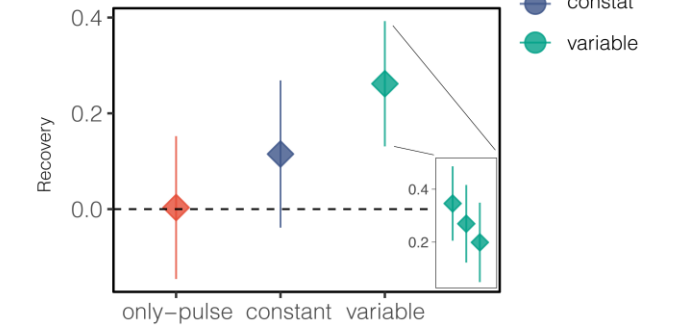 constat
variable
0.4
0.2
0.0
Recovery
0.4
0.2
only−pulse constant variable